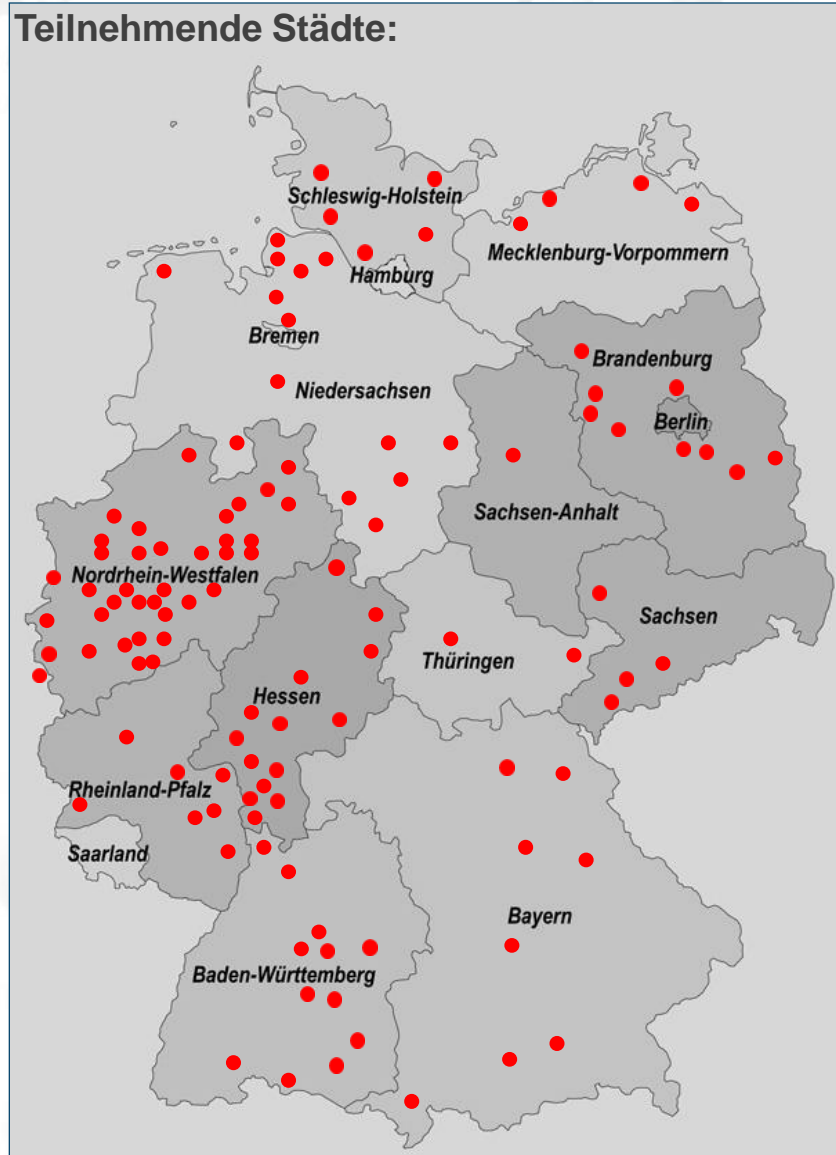 Teilnehmende Städte:
Schleswig-Holstein
Mecklenburg-Vorpommern
Hamburg
Bremen
Brandenburg
Niedersachsen
Berlin
Sachsen-Anhalt
Nordrhein-Westfalen
Sachsen
Thüringen
Hessen
Rheinland-Pfalz
Saarland
Bayern
Baden-Württemberg